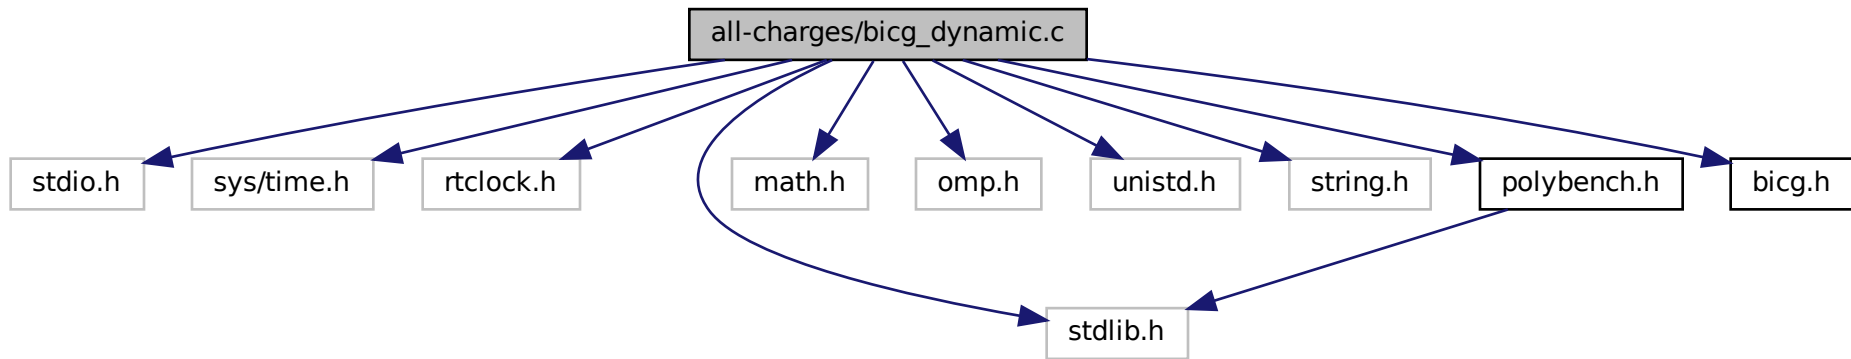 all-charges/bicg_dynamic.c
stdio.h
sys/time.h
rtclock.h
math.h
omp.h
unistd.h
string.h
polybench.h
bicg.h
stdlib.h